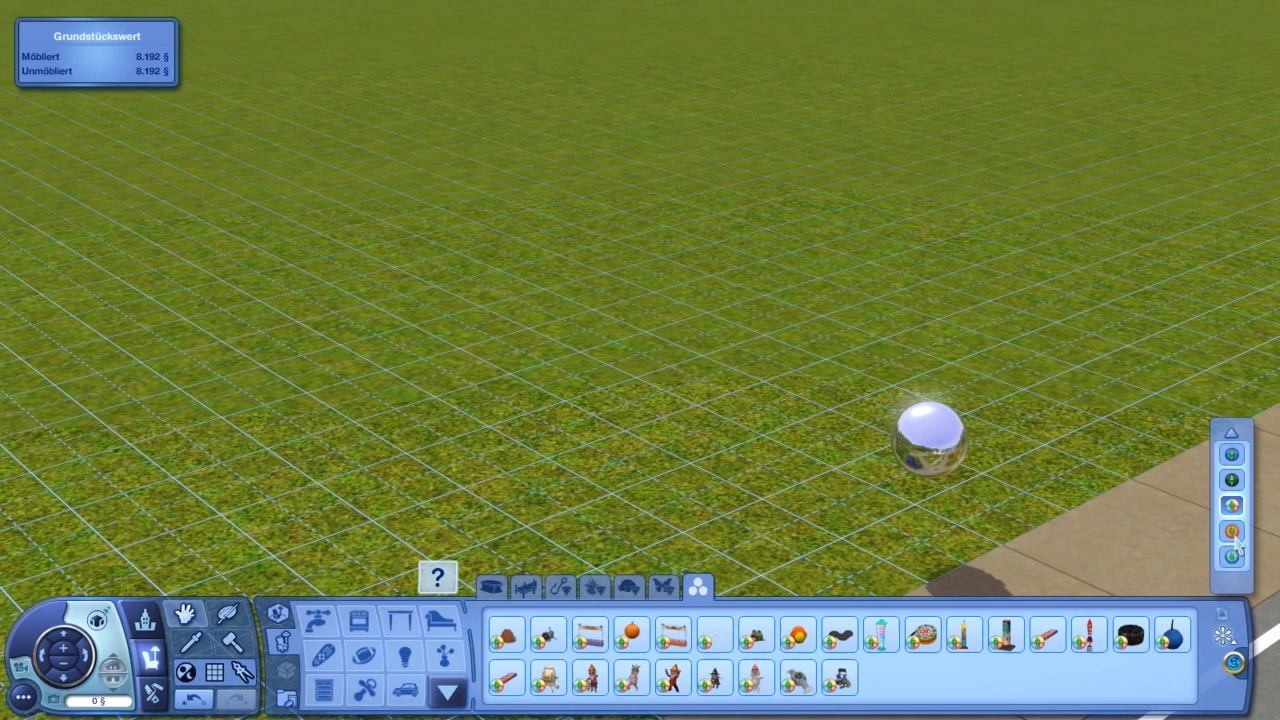 Grundstückswert
Möbliert 8.192 §
Unmöbliert 8.192 §
?
0 §